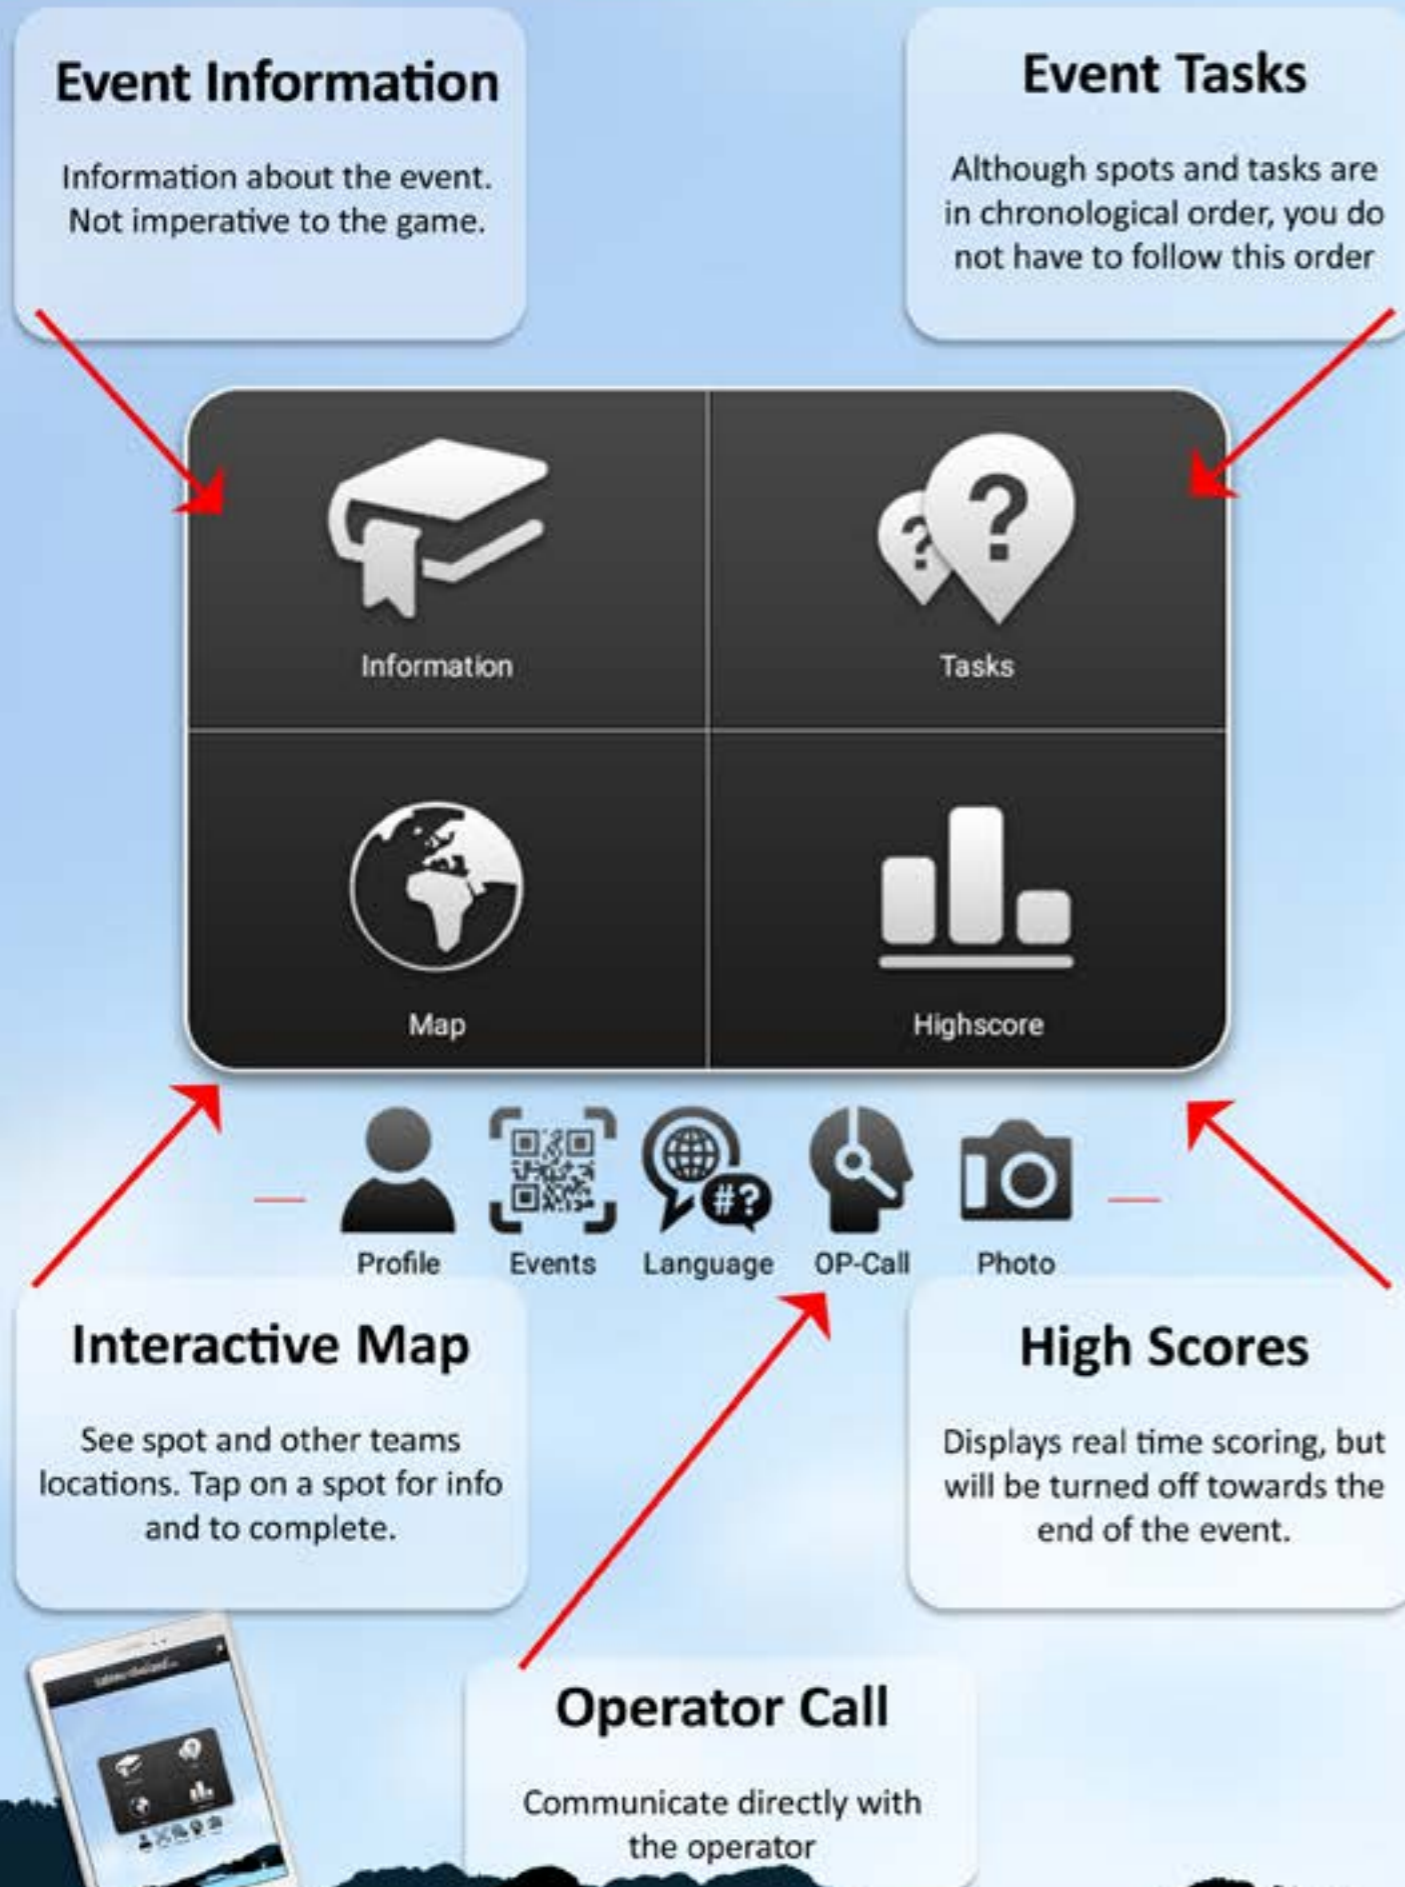 Event Information
Information about the event.
Not imperative to the game.
Event Tasks
Although spots and tasks are
in chronological order, you do
not have to follow this order
Information
Tasks
Map
Highscore
Profile
Events
Language
#?
OP-Call
Photo
Interactive Map
See spot and other teams
locations. Tap on a spot for info
and to complete.
High Scores
Displays real time scoring, but
will be turned off towards the
end of the event.
Operator Call
Communicate directly with
the operator